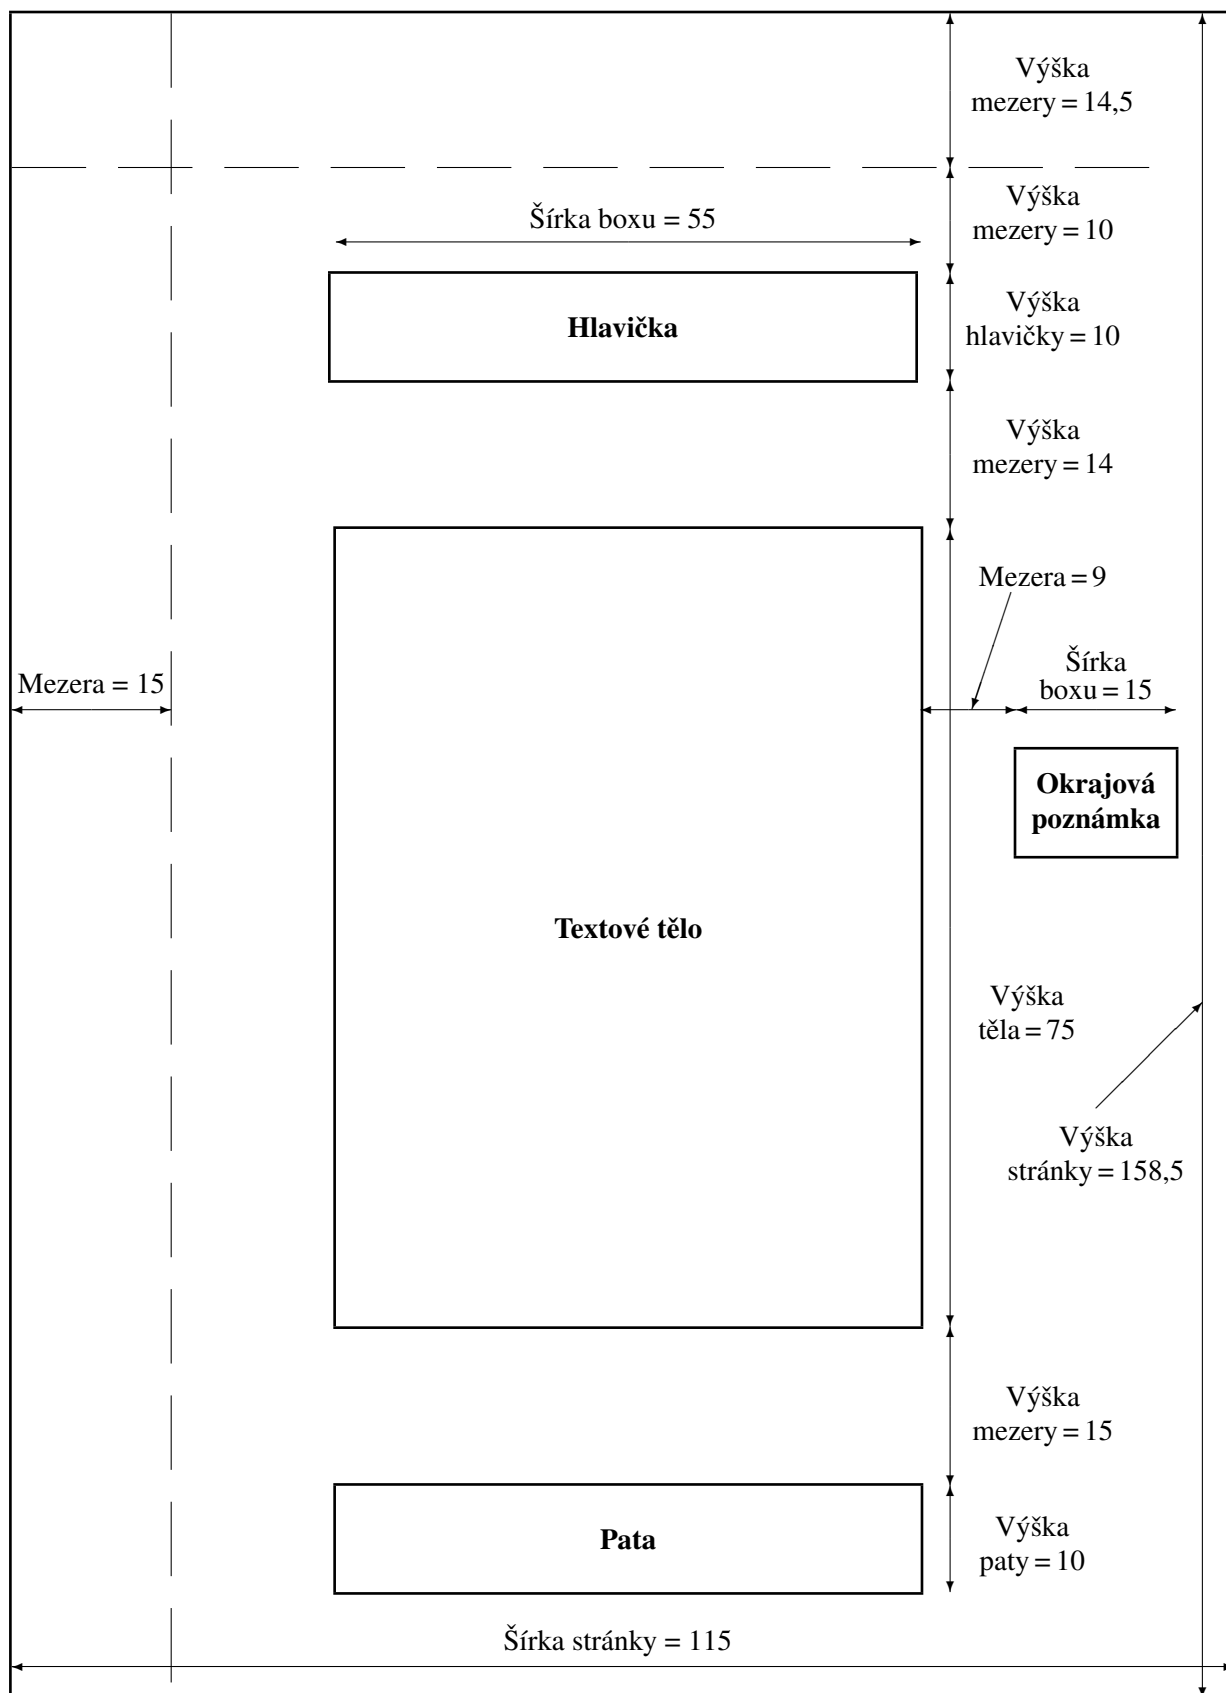 Výška
mezery = 14,5
Výška
mezery = 10
Šírka boxu = 55
Hlavička
Výška
hlavičky = 10
Výška
mezery = 14
Mezera = 9
Šírka
boxu = 15
Mezera = 15
Okrajová
poznámka
Textové tělo
Výška
těla = 75
Výška
stránky = 158,5
Výška
mezery = 15
Pata
Výška
paty = 10
Šírka stránky = 115